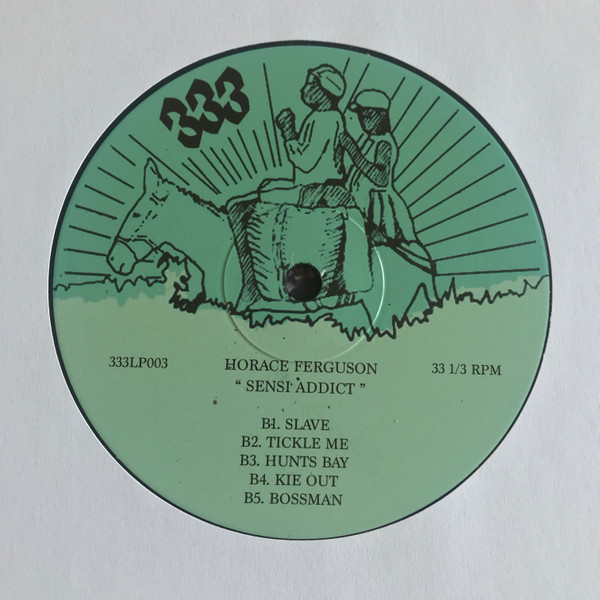 333
333LP003 HORACE FERGUSON 33 1/3 RPM
“ SENSI ADDICT ”
B1. SLAVE
B2. TICKLE ME
B3. HUNTS BAY
B4. KIE OUT
B5. BOSSMAN